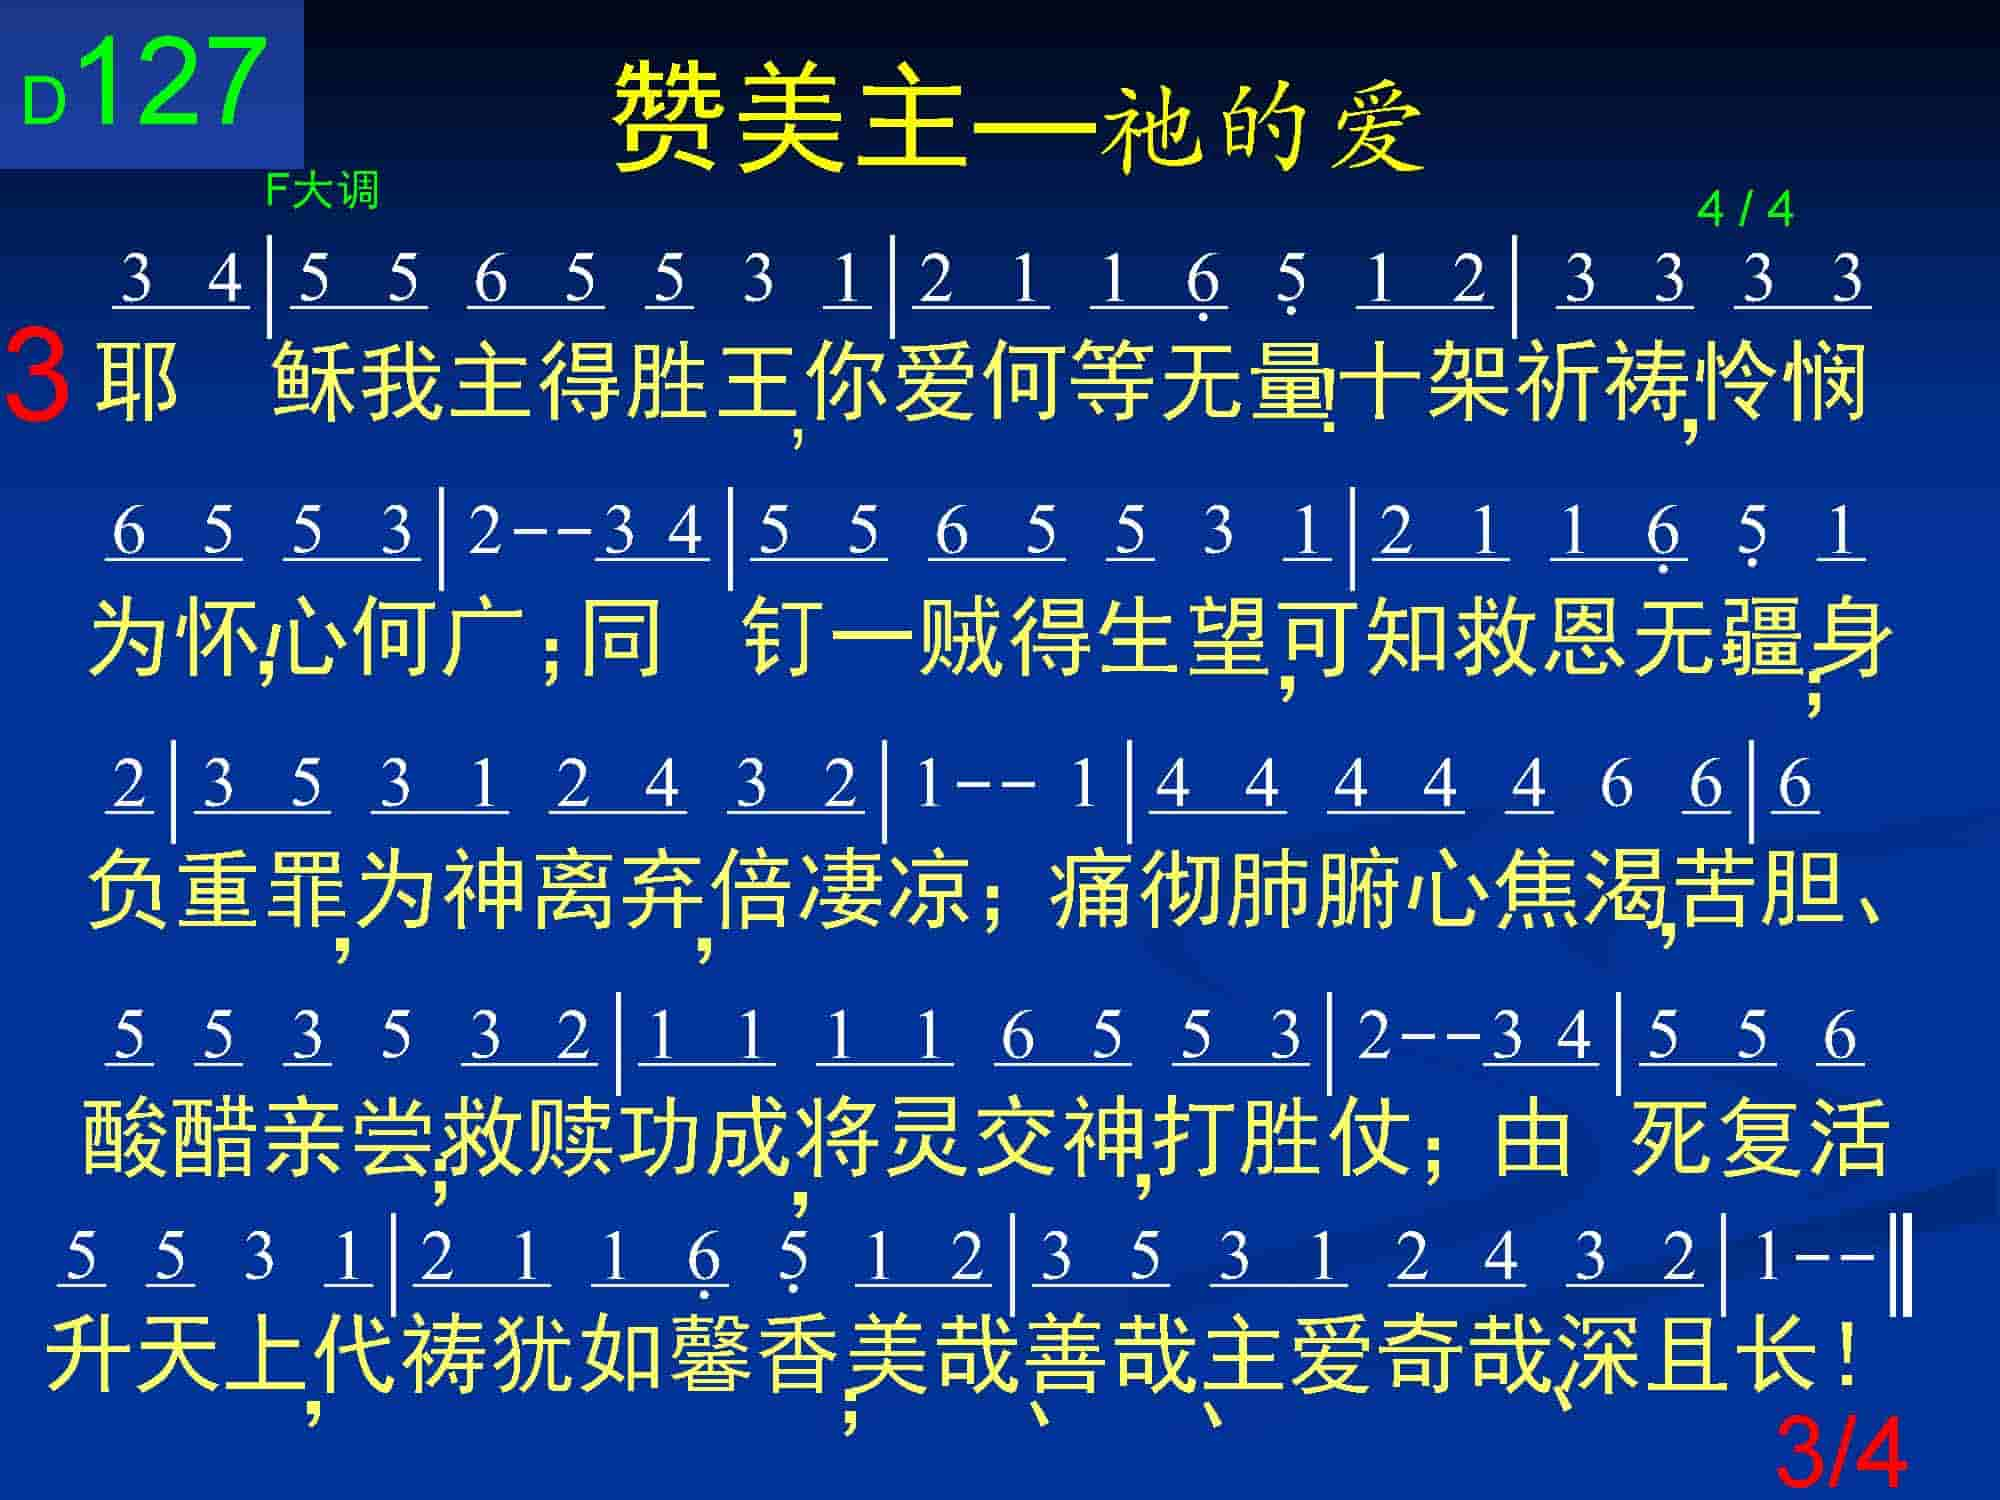 D127
赞美主—祂的爱
F大调
4 / 4
3 4|5 5 6 5 5 3 1|2 1 1 6̣ 5̣ 1 2|3 3 3 3
3 耶 稣我主得胜王,你爱何等无量!十架祈祷,怜悯
6 5 5 3|2--3 4|5 5 6 5 5 3 1|2 1 1 6̣ 5̣ 1
为怀;心何广;同 钉一贼得生望,可知救恩无疆;身
2|3 5 3 1 2 4 3 2|1-- 1|4 4 4 4 4 6 6|6
负重罪,为神离弃,倍凄凉;痛彻肺腑心焦渴,苦胆、
5 5 3 5 3 2|1 1 1 1 6 5 5 3|2--3 4|5 5 6
酸醋亲尝;救赎功成,将灵交神,打胜仗;由 死复活
5 5 3 1|2 1 1 6̣ 5̣ 1 2|3 5 3 1 2 4 3 2|1--‖
升天上,代祷犹如馨香;美哉、善哉、主爱奇哉、深且长!
3/4